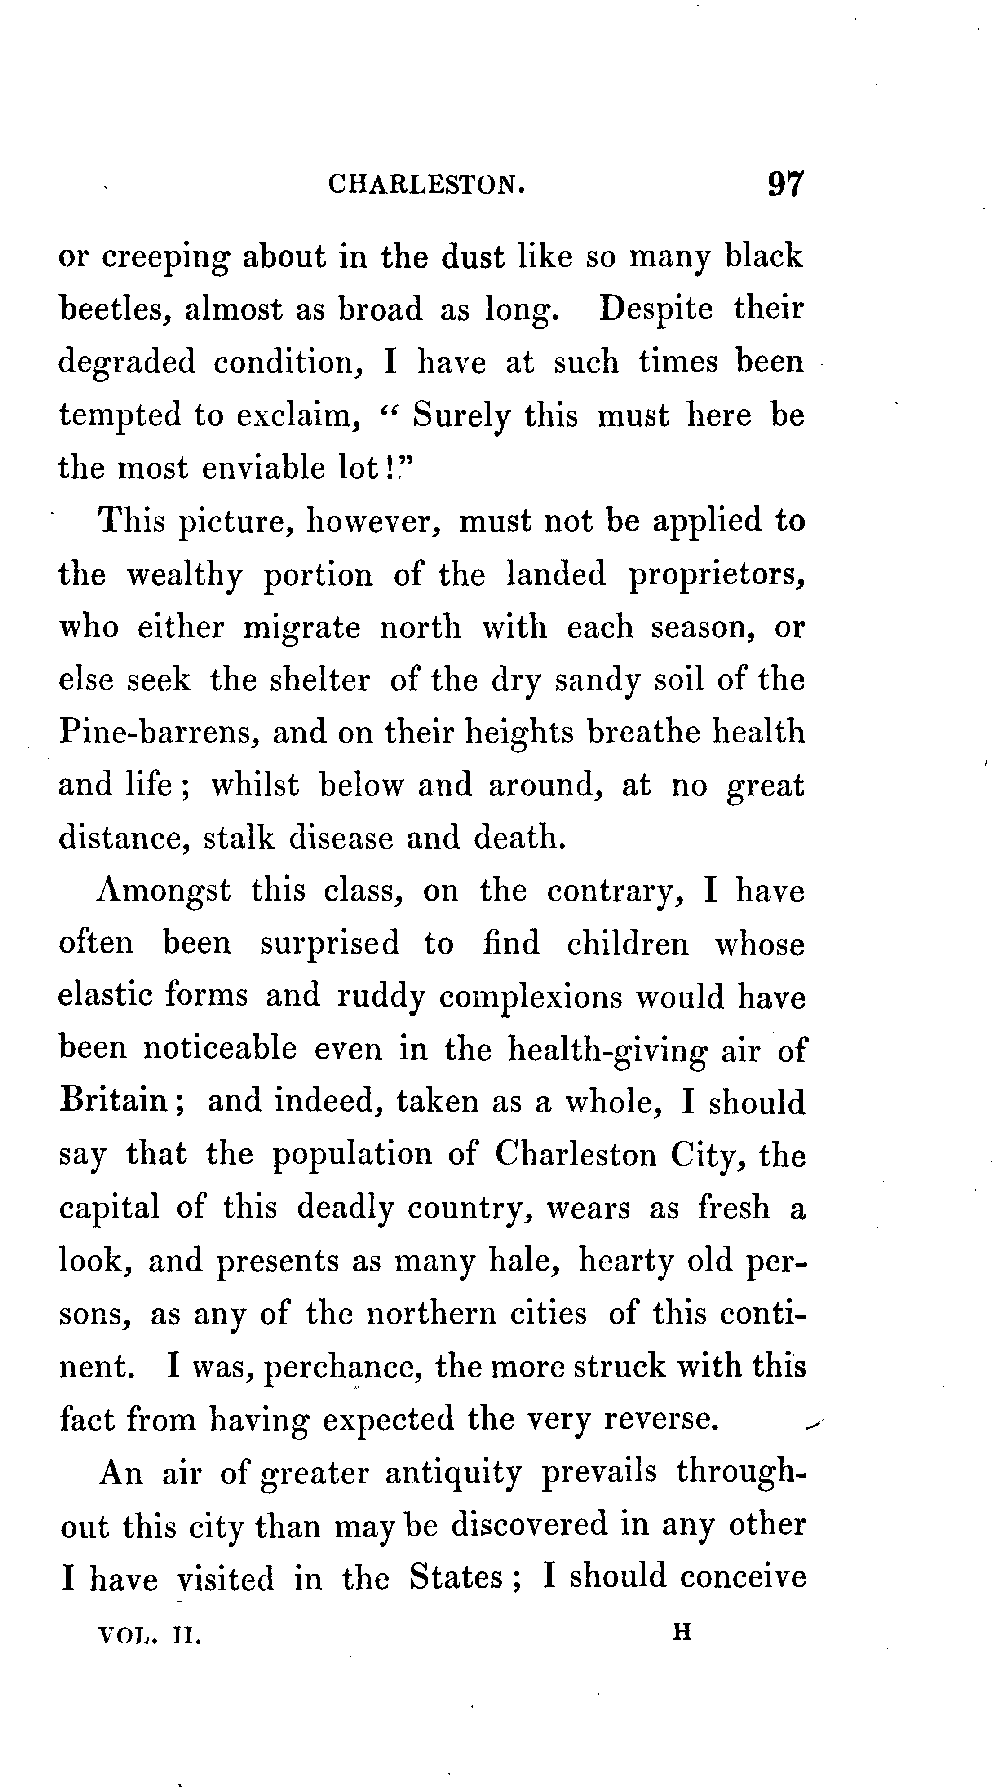 CHARLESTON. 97
or creeping about in the dust like so many black
beetles, almost as broad as long. Despite their
degraded condition, I have at such times been
tempted to exclaim, “ Surely this must here be
the most enviable lot!”
This picture, however, must not be applied to
the wealthy portion of the landed proprietors,
who either migrate north with each season, or
else seek the shelter of the dry sandy soil of the
Pine-barrens, and on their heights breathe health
and life ; whilst below and around, at no great
distance, stalk disease and death.
Amongst this class, on the contrary, I have
often been surprised to find children whose
elastic forms and ruddy complexions would have
been noticeable even in the health-giving air of
Britain ; and indeed, taken as a whole, I should
say that the population of Charleston City, the
capital of this deadly country, wears as fresh a
look, and presents as many hale, hearty old per-
sons, as any of the northern cities of this conti-
nent. I was, perchance, the more struck with this
fact from having expected the very reverse.
An air of greater antiquity prevails through-
out this city than may be discovered in any other
I have visited in the States ; I should conceive
VOL. II. H